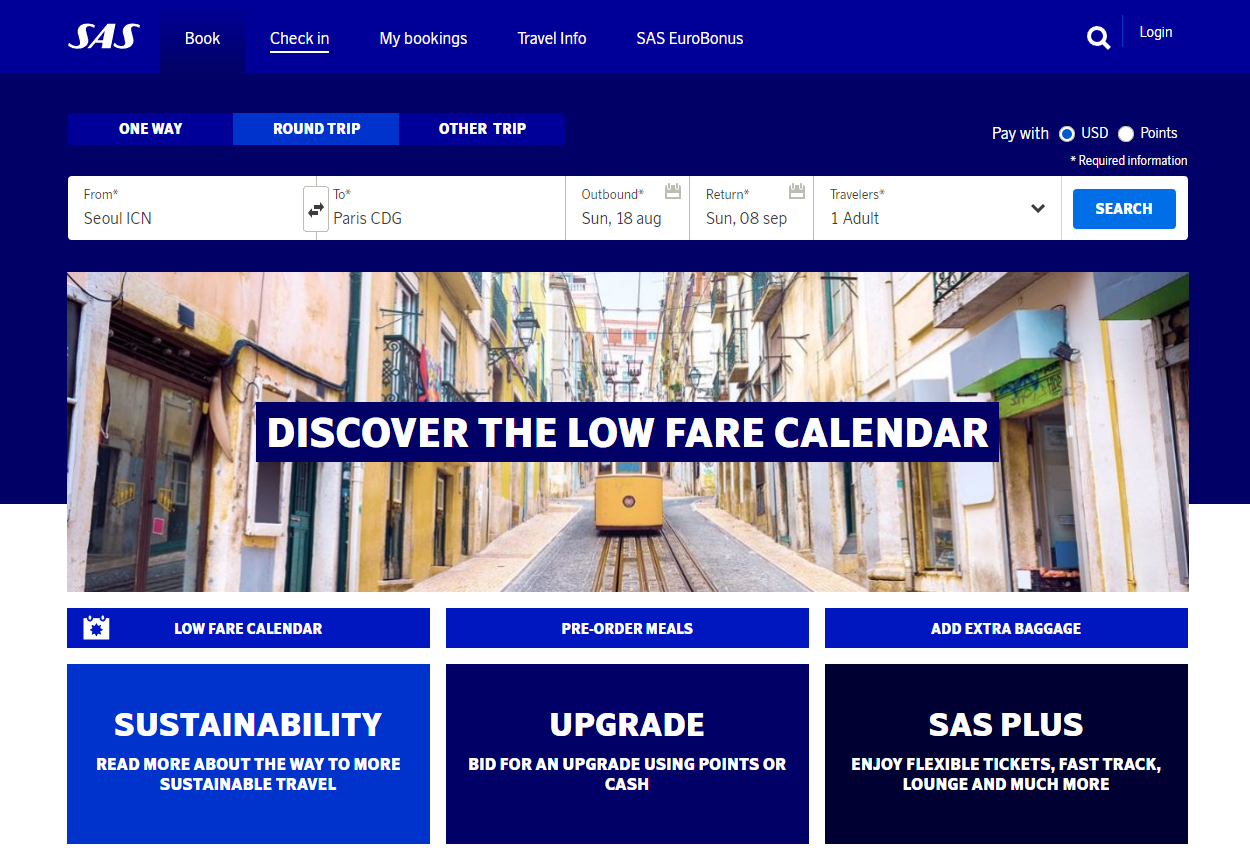 SAS
Book
Check in
My bookings
Travel Info
SAS EuroBonus
Login
ONE WAY
ROUND TRIP
OTHER TRIP
Pay with
USD
Points
* Required information
From*
Seoul ICN
To*
Paris CDG
Outbound*
Sun, 18 aug
Return*
Sun, 08 sep
Travelers*
1 Adult
SEARCH
DISCOVER THE LOW FARE CALENDAR
LOW FARE CALENDAR
PRE-ORDER MEALS
ADD EXTRA BAGGAGE
SUSTAINABILITY
READ MORE ABOUT THE WAY TO MORE
SUSTAINABLE TRAVEL
UPGRADE
BID FOR AN UPGRADE USING POINTS OR
CASH
SAS PLUS
ENJOY FLEXIBLE TICKETS, FAST TRACK,
LOUNGE AND MUCH MORE